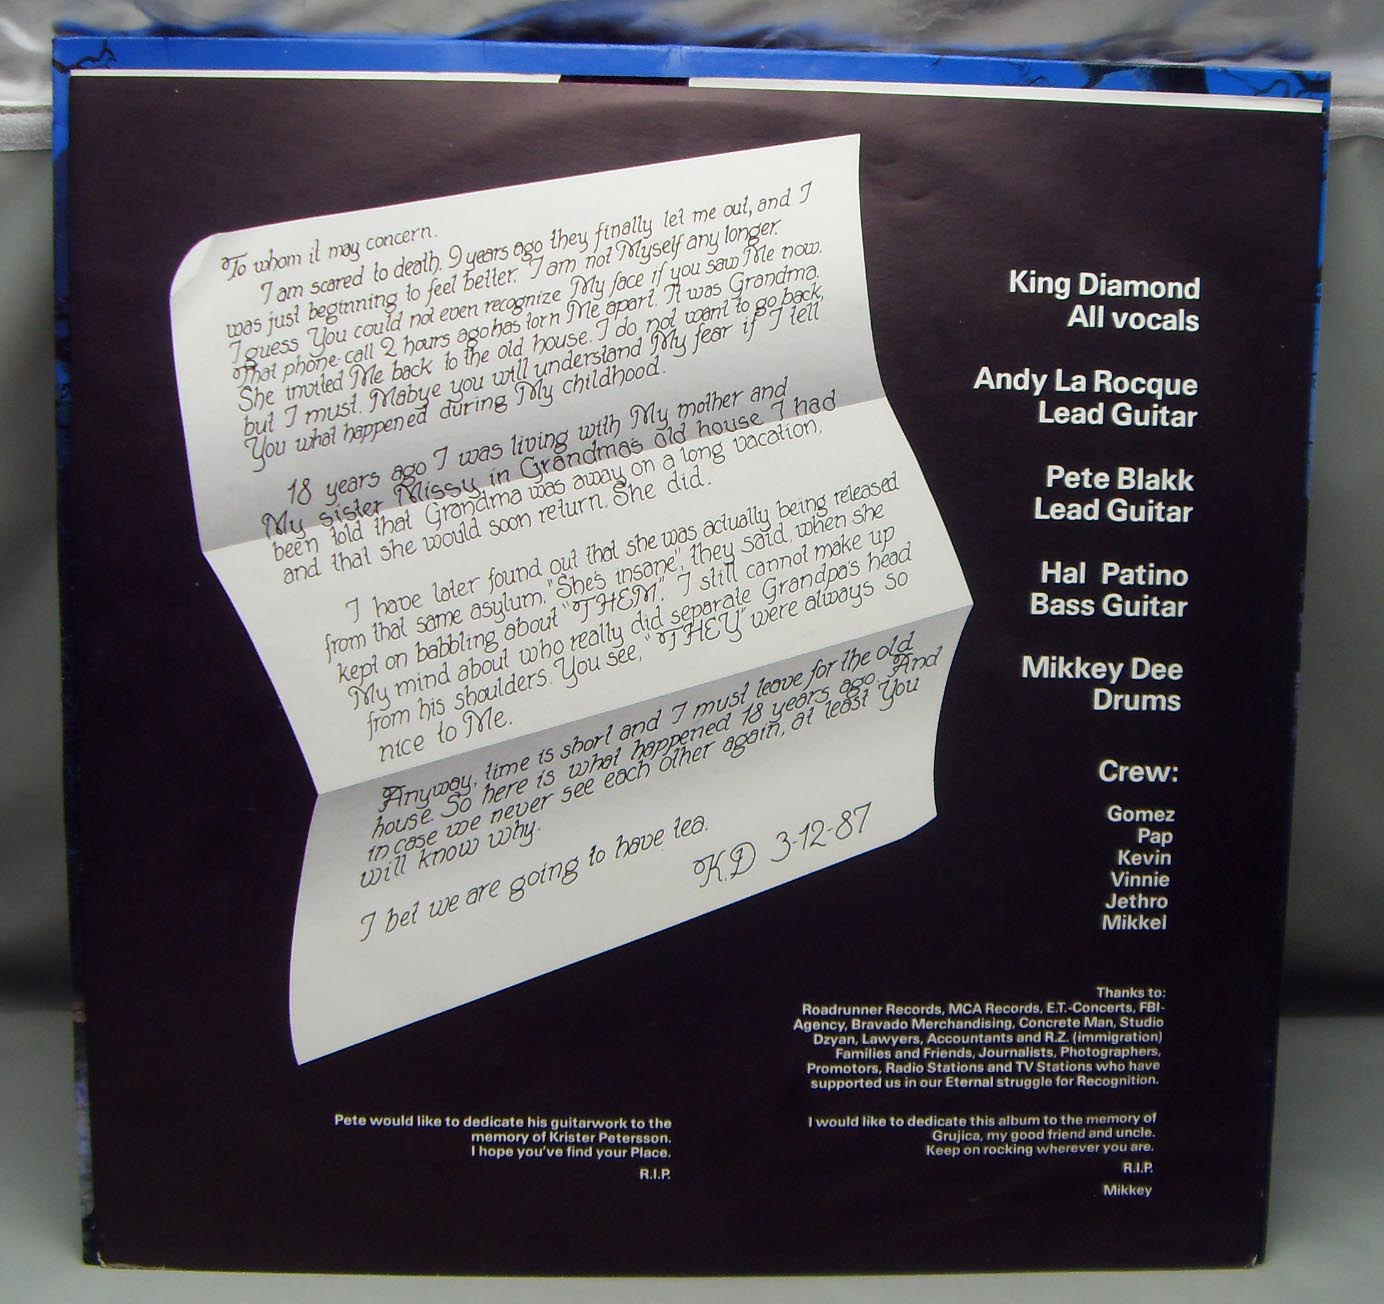 To whom it may concern.
I am scared to death. 9 years ago they finally let me out, and I
was just beginning to feel better. I am not Myself any longer.
I guess You could not even recognize My face if you saw Me now.
That phone-call 2 hours ago has torn Me apart. It was Grandma.
She invited Me back to the old house. I do not want to go back,
but I must. Mabye you will understand My fear if I tell
You what happened during My childhood.
18 years ago I was living with My mother and
My sister Missy in Grandmas old house. I had
been told that Grandma was away on a long vacation,
and that she would soon return. She did.
I have later found out that she was actually being released
from that same asylum. "Shes insane", they said, when she
kept on babbling about "THEM." I still cannot make up
My mind about who really did separate Grandpa's head
from his shoulders. You see, "THEY" were always so
nice to Me.
Anyway, time is short and I must leave for the old
house. So here is what happened 18 years ago. And
in case we never see each other again, at least You
will know why.
I bet we are going to have tea.
K.D 3-12-87
King Diamond
All vocals
Andy La Rocque
Lead Guitar
Pete Blakk
Lead Guitar
Hal Patino
Bass Guitar
Mikkey Dee
Drums
Crew:
Gomez
Pap
Kevin
Vinnie
Jethro
Mikkel
Thanks to:
Roadrunner Records, MCA Records, E.T.-Concerts, FBI-
Agency, Bravado Merchandising, Concrete Man, Studio
Dzyan, Lawyers, Accountants and R.Z. (immigration)
Families and Friends, Journalists, Photographers,
Promotors, Radio Stations and TV Stations who have
supported us in our Eternal struggle for Recognition.
Pete would like to dedicate his guitarwork to the
memory of Krister Petersson.
I hope you've find your Place.
R.I.P.
I would like to dedicate this album to the memory of
Grujica, my good friend and uncle.
Keep on rocking wherever you are.
R.I.P.
Mikkey